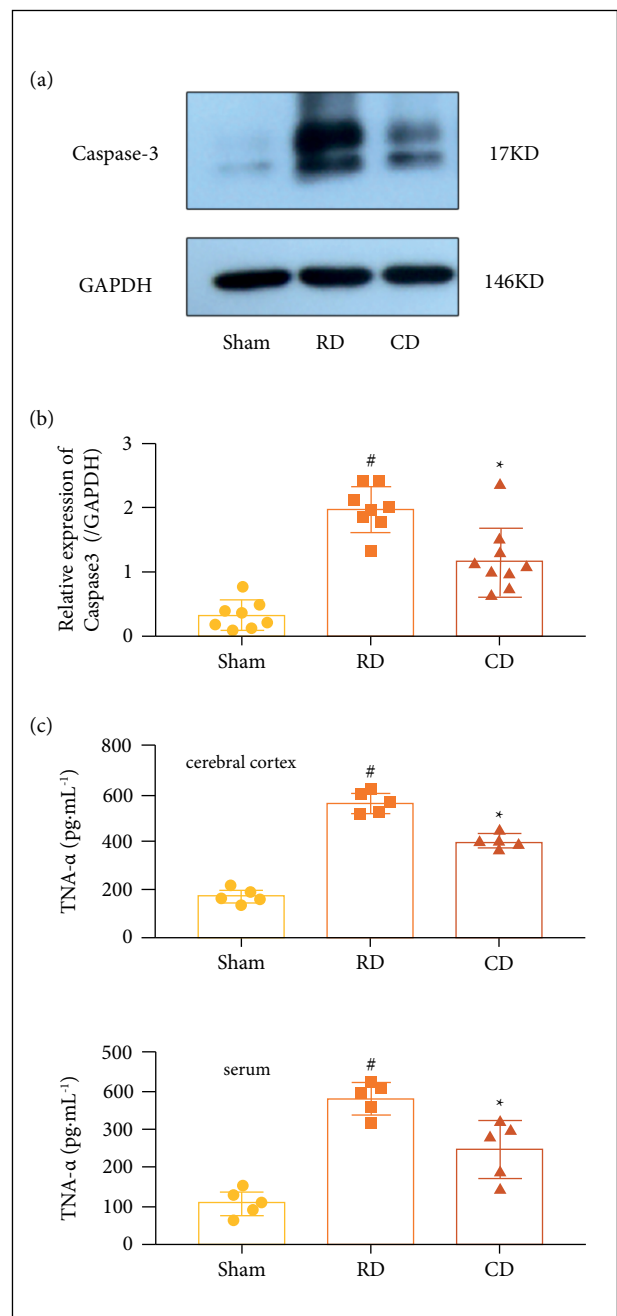 (a)
Caspase-3
17KD
GAPDH
146KD
Sham RD CD
(b)
Relative expression of
Caspase3 (/GAPDH)
3
2
1
0
#
*
Sham RD CD
(c)
TNA-α (pg·mL⁻¹)
800
600
400
200
0
cerebral cortex
#
*
Sham RD CD
TNA-α (pg·mL⁻¹)
500
600
300
200
100
0
serum
#
*
Sham RD CD